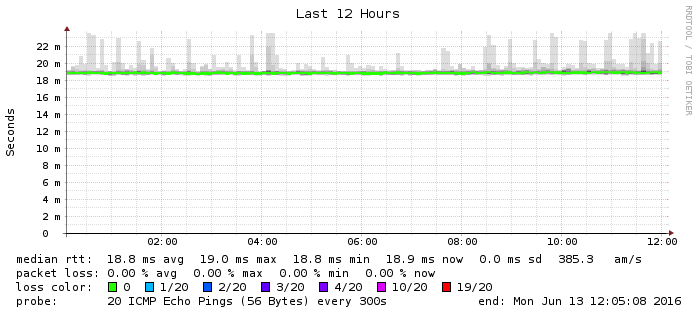 Last 12 Hours
RRDTOOL / TOBI OETIKER
Seconds
22 m
20 m
18 m
16 m
14 m
12 m
10 m
8 m
6 m
4 m
2 m
0
02:00 04:00 06:00 08:00 10:00 12:00
median rtt: 18.8 ms avg 19.0 ms max 18.8 ms min 18.9 ms now 0.0 ms sd 385.3 am/s
packet loss: 0.00 % avg 0.00 % max 0.00 % min 0.00 % now
loss color: 0 1/20 2/20 3/20 4/20 10/20 19/20
probe: 20 ICMP Echo Pings (56 Bytes) every 300s end: Mon Jun 13 12:05:08 2016